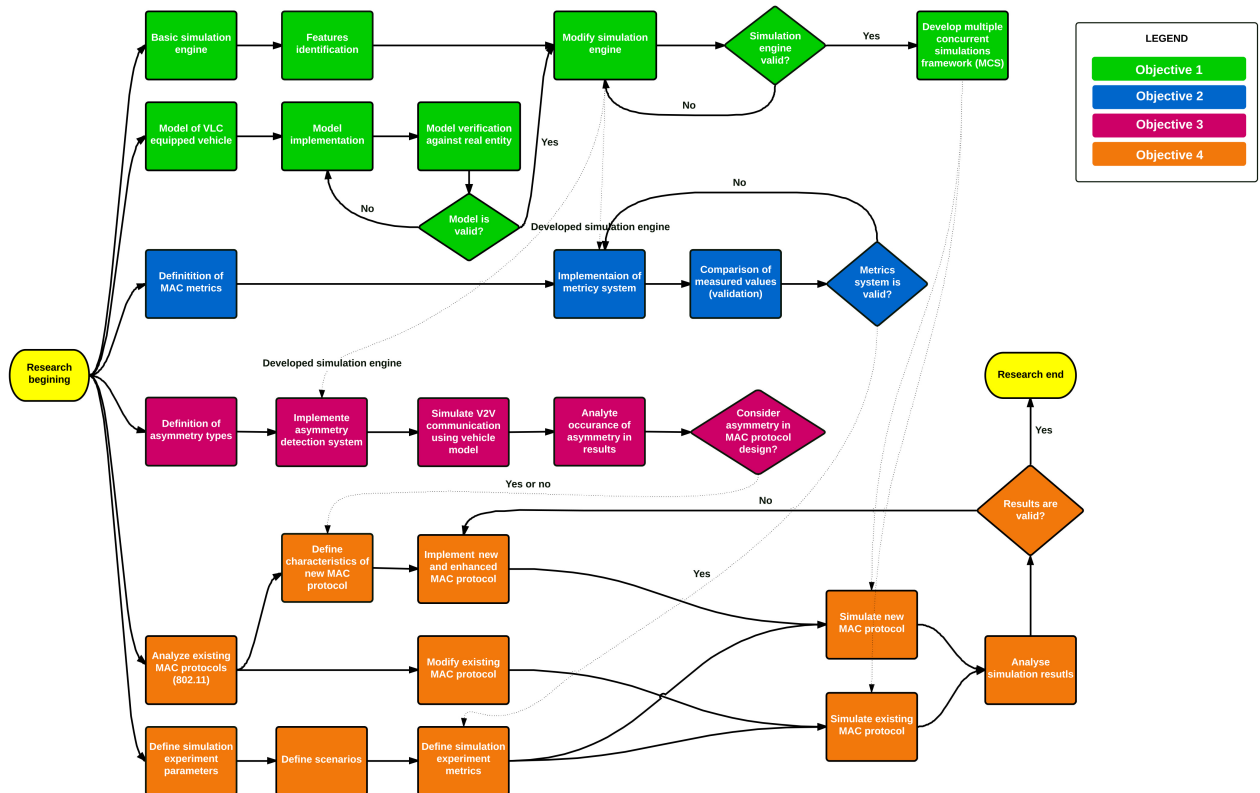 Basic simulation
engine
Features
identification
Modify simulation
engine
Simulation
engine
valid?
Yes
Develop multiple
concurrent
simulations
framework (MCS)
No
LEGEND
Objective 1
Objective 2
Objective 3
Objective 4
Model of VLC
equipped vehicle
Model
implementation
Model verification
against real entity
Yes
No
Model is
valid?
No
Developed simulation engine
Definitition of
MAC metrics
Implementaion of
metricy system
Comparison of
measured values
(validation)
Metrics
system is
valid?
Research
begining
Developed simulation engine
Research end
Definition of
asymmetry types
Implemente
asymmetry
detection system
Simulate V2V
communication
using vehicle
model
Analyte
occurance of
asymmetry in
results
Consider
asymmetry in
MAC protocol
design?
Yes
Yes or no
No
Results are
valid?
Define
characteristics of
new MAC
protocol
Implement new
and enhanced
MAC protocol
Yes
Simulate new
MAC protocol
Analyze existing
MAC protocols
(802.11)
Modify existing
MAC protocol
Analyse
simulation resutls
Simulate existing
MAC protocol
Define simulation
experiment
parameters
Define scenarios
Define simulation
experiment
metrics